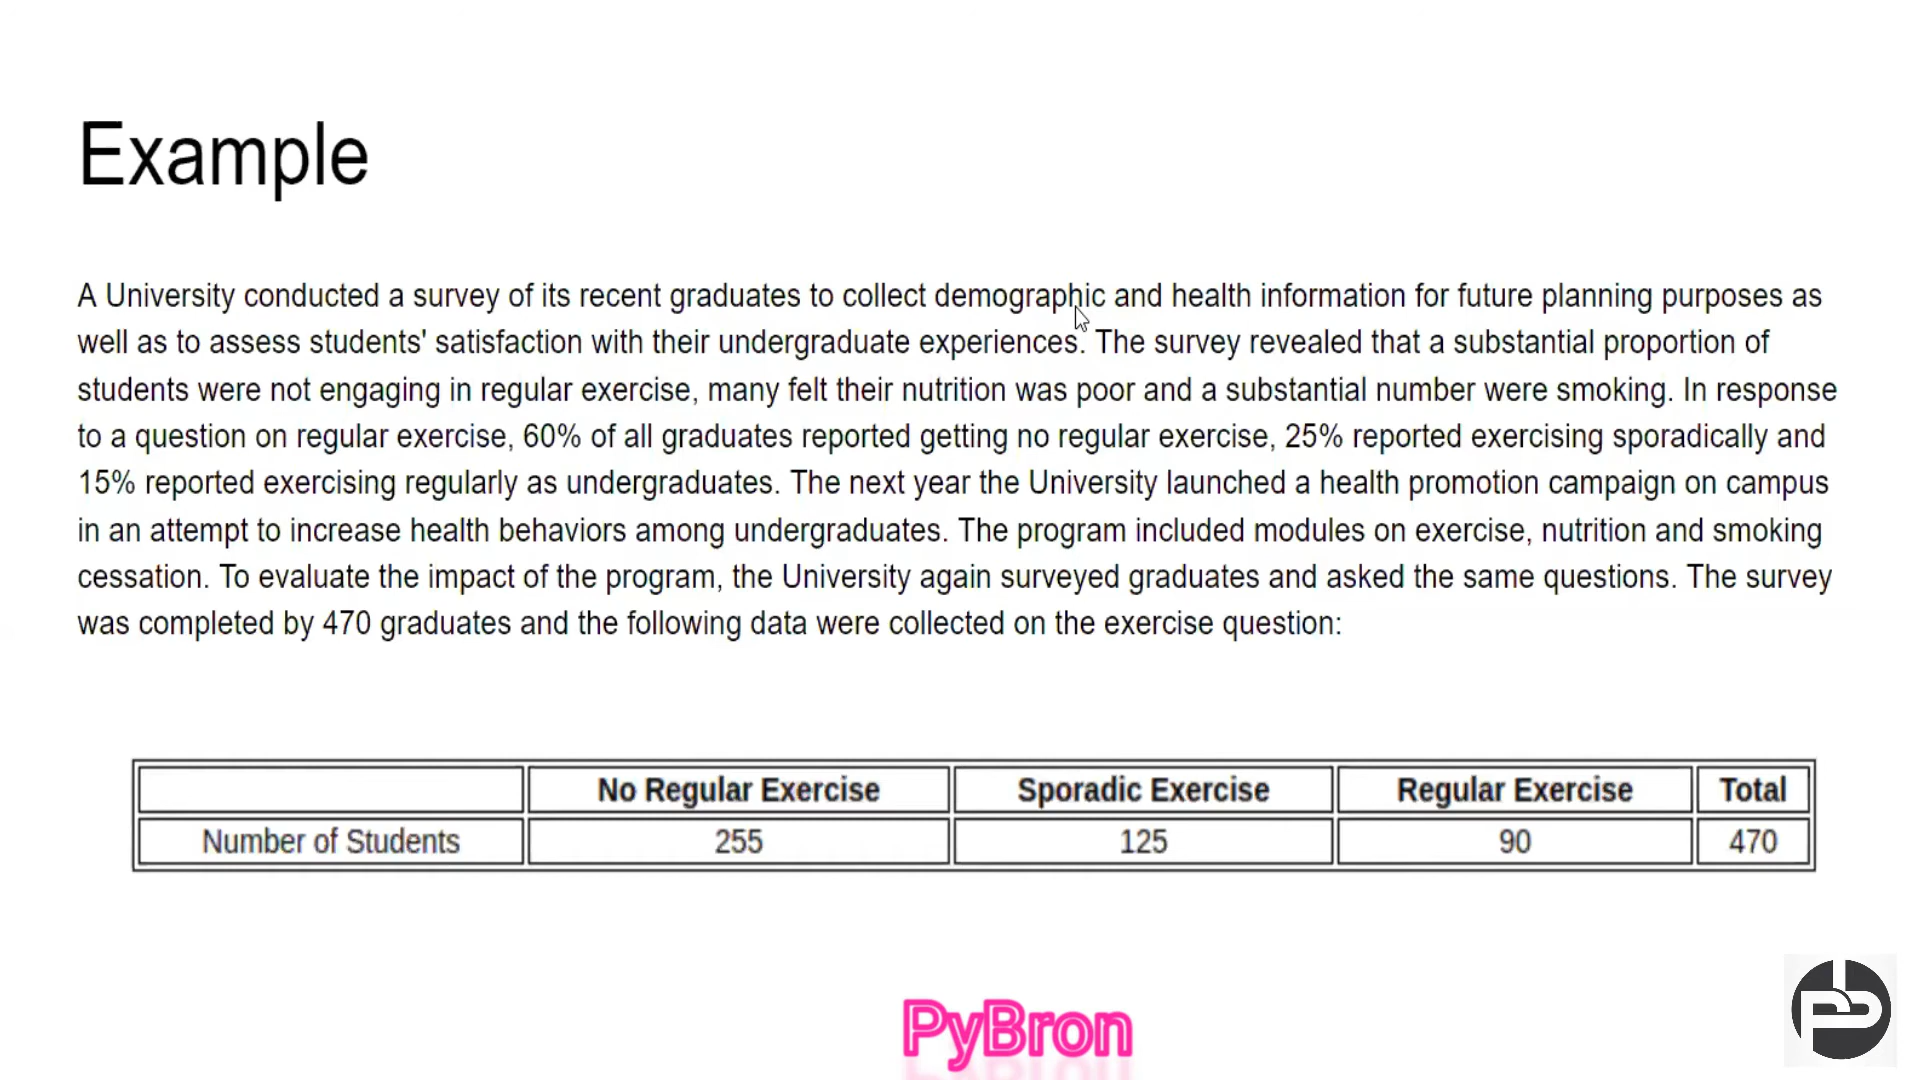 Example
A University conducted a survey of its recent graduates to collect demographic and health information for future planning purposes as
well as to assess students' satisfaction with their undergraduate experiences. The survey revealed that a substantial proportion of
students were not engaging in regular exercise, many felt their nutrition was poor and a substantial number were smoking. In response
to a question on regular exercise, 60% of all graduates reported getting no regular exercise, 25% reported exercising sporadically and
15% reported exercising regularly as undergraduates. The next year the University launched a health promotion campaign on campus
in an attempt to increase health behaviors among undergraduates. The program included modules on exercise, nutrition and smoking
cessation. To evaluate the impact of the program, the University again surveyed graduates and asked the same questions. The survey
was completed by 470 graduates and the following data were collected on the exercise question:
No Regular Exercise Sporadic Exercise Regular Exercise Total
Number of Students 255 125 90 470
PyBron